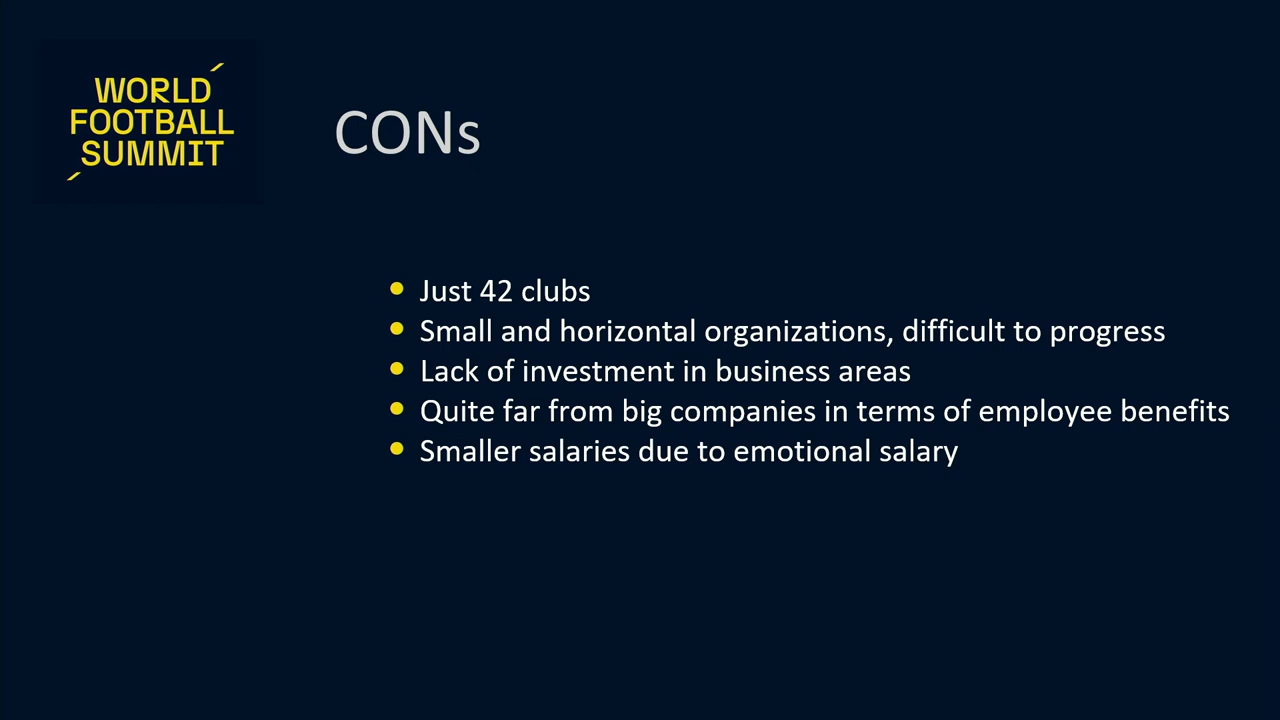 WORLD
FOOTBALL
SUMMIT
CONs
Just 42 clubs
Small and horizontal organizations, difficult to progress
Lack of investment in business areas
Quite far from big companies in terms of employee benefits
Smaller salaries due to emotional salary